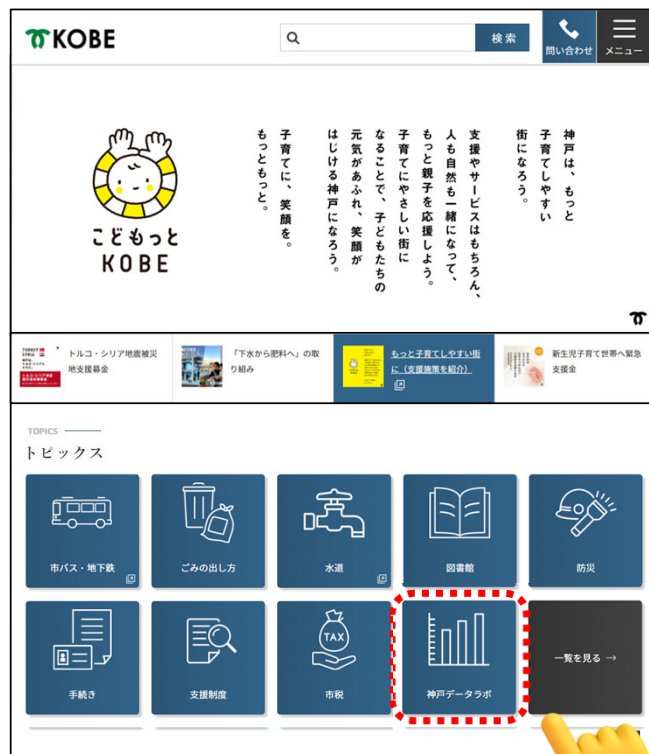 KOBE
検索
問い合わせ
メニュー
神戸は、もっと
子育てしやすい
街になろう。
支援やサービスはもちろん、
人も自然も一緒になって、
もっと親子を応援しよう。
子育てにやさしい街に
なることで、子どもたちの
元気があふれ、笑顔が
はじける神戸になろう。
子育てに、笑顔を。
もっともっと。
こどもっと
KOBE
トルコ・シリア地震被災
地支援募金
「下水から肥料へ」の取
り組み
もっと子育てしやすい街
に（支援施策を紹介）
新生児子育て世帯へ緊急
支援金
TOPICS
トピックス
市バス・地下鉄
ごみの出し方
水道
図書館
防災
手続き
支援制度
TAX
市税
神戸データラボ
一覧を見る →